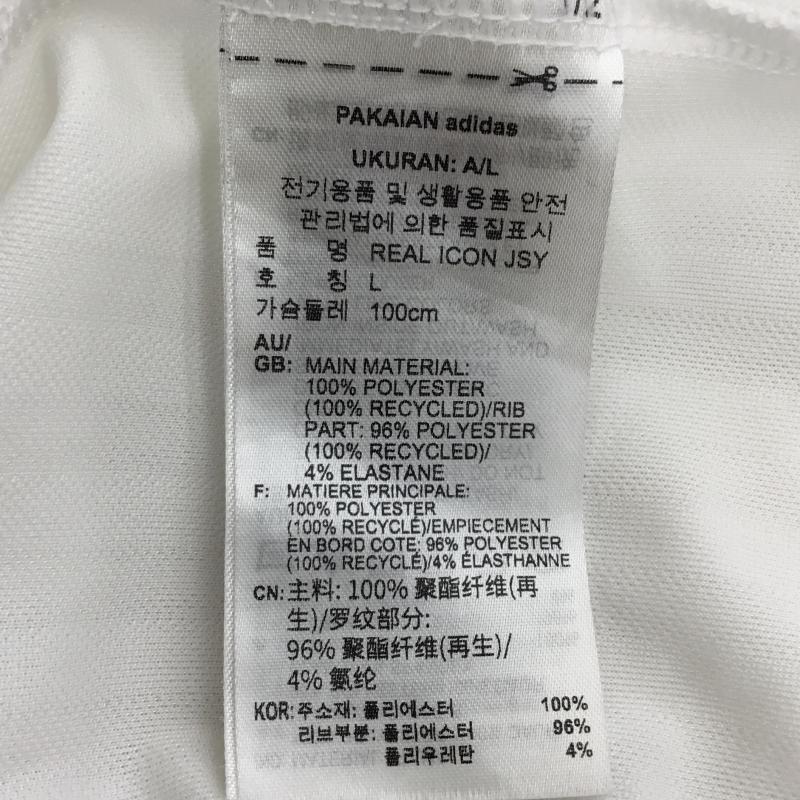 PAKAIAN adidas
UKURAN: A/L
전기용품 및 생활용품 안전
관리법에 의한 품질표시
품 명 REAL ICON JSY
호 칭 L
가슴둘레 100cm
AU/
GB: MAIN MATERIAL:
100% POLYESTER
(100% RECYCLED)/RIB
PART: 96% POLYESTER
(100% RECYCLED)/
4% ELASTANE
F: MATIERE PRINCIPALE:
100% POLYESTER
(100% RECYCLÉ)/EMPIECEMENT
EN BORD COTE: 96% POLYESTER
(100% RECYCLÉ)/4% ÉLASTHANNE
CN: 主料: 100% 聚酯纤维(再
生)/罗纹部分:
96% 聚酯纤维(再生)/
4% 氨纶
KOR: 주소재: 폴리에스터 100%
리브부분: 폴리에스터 96%
폴리우레탄 4%